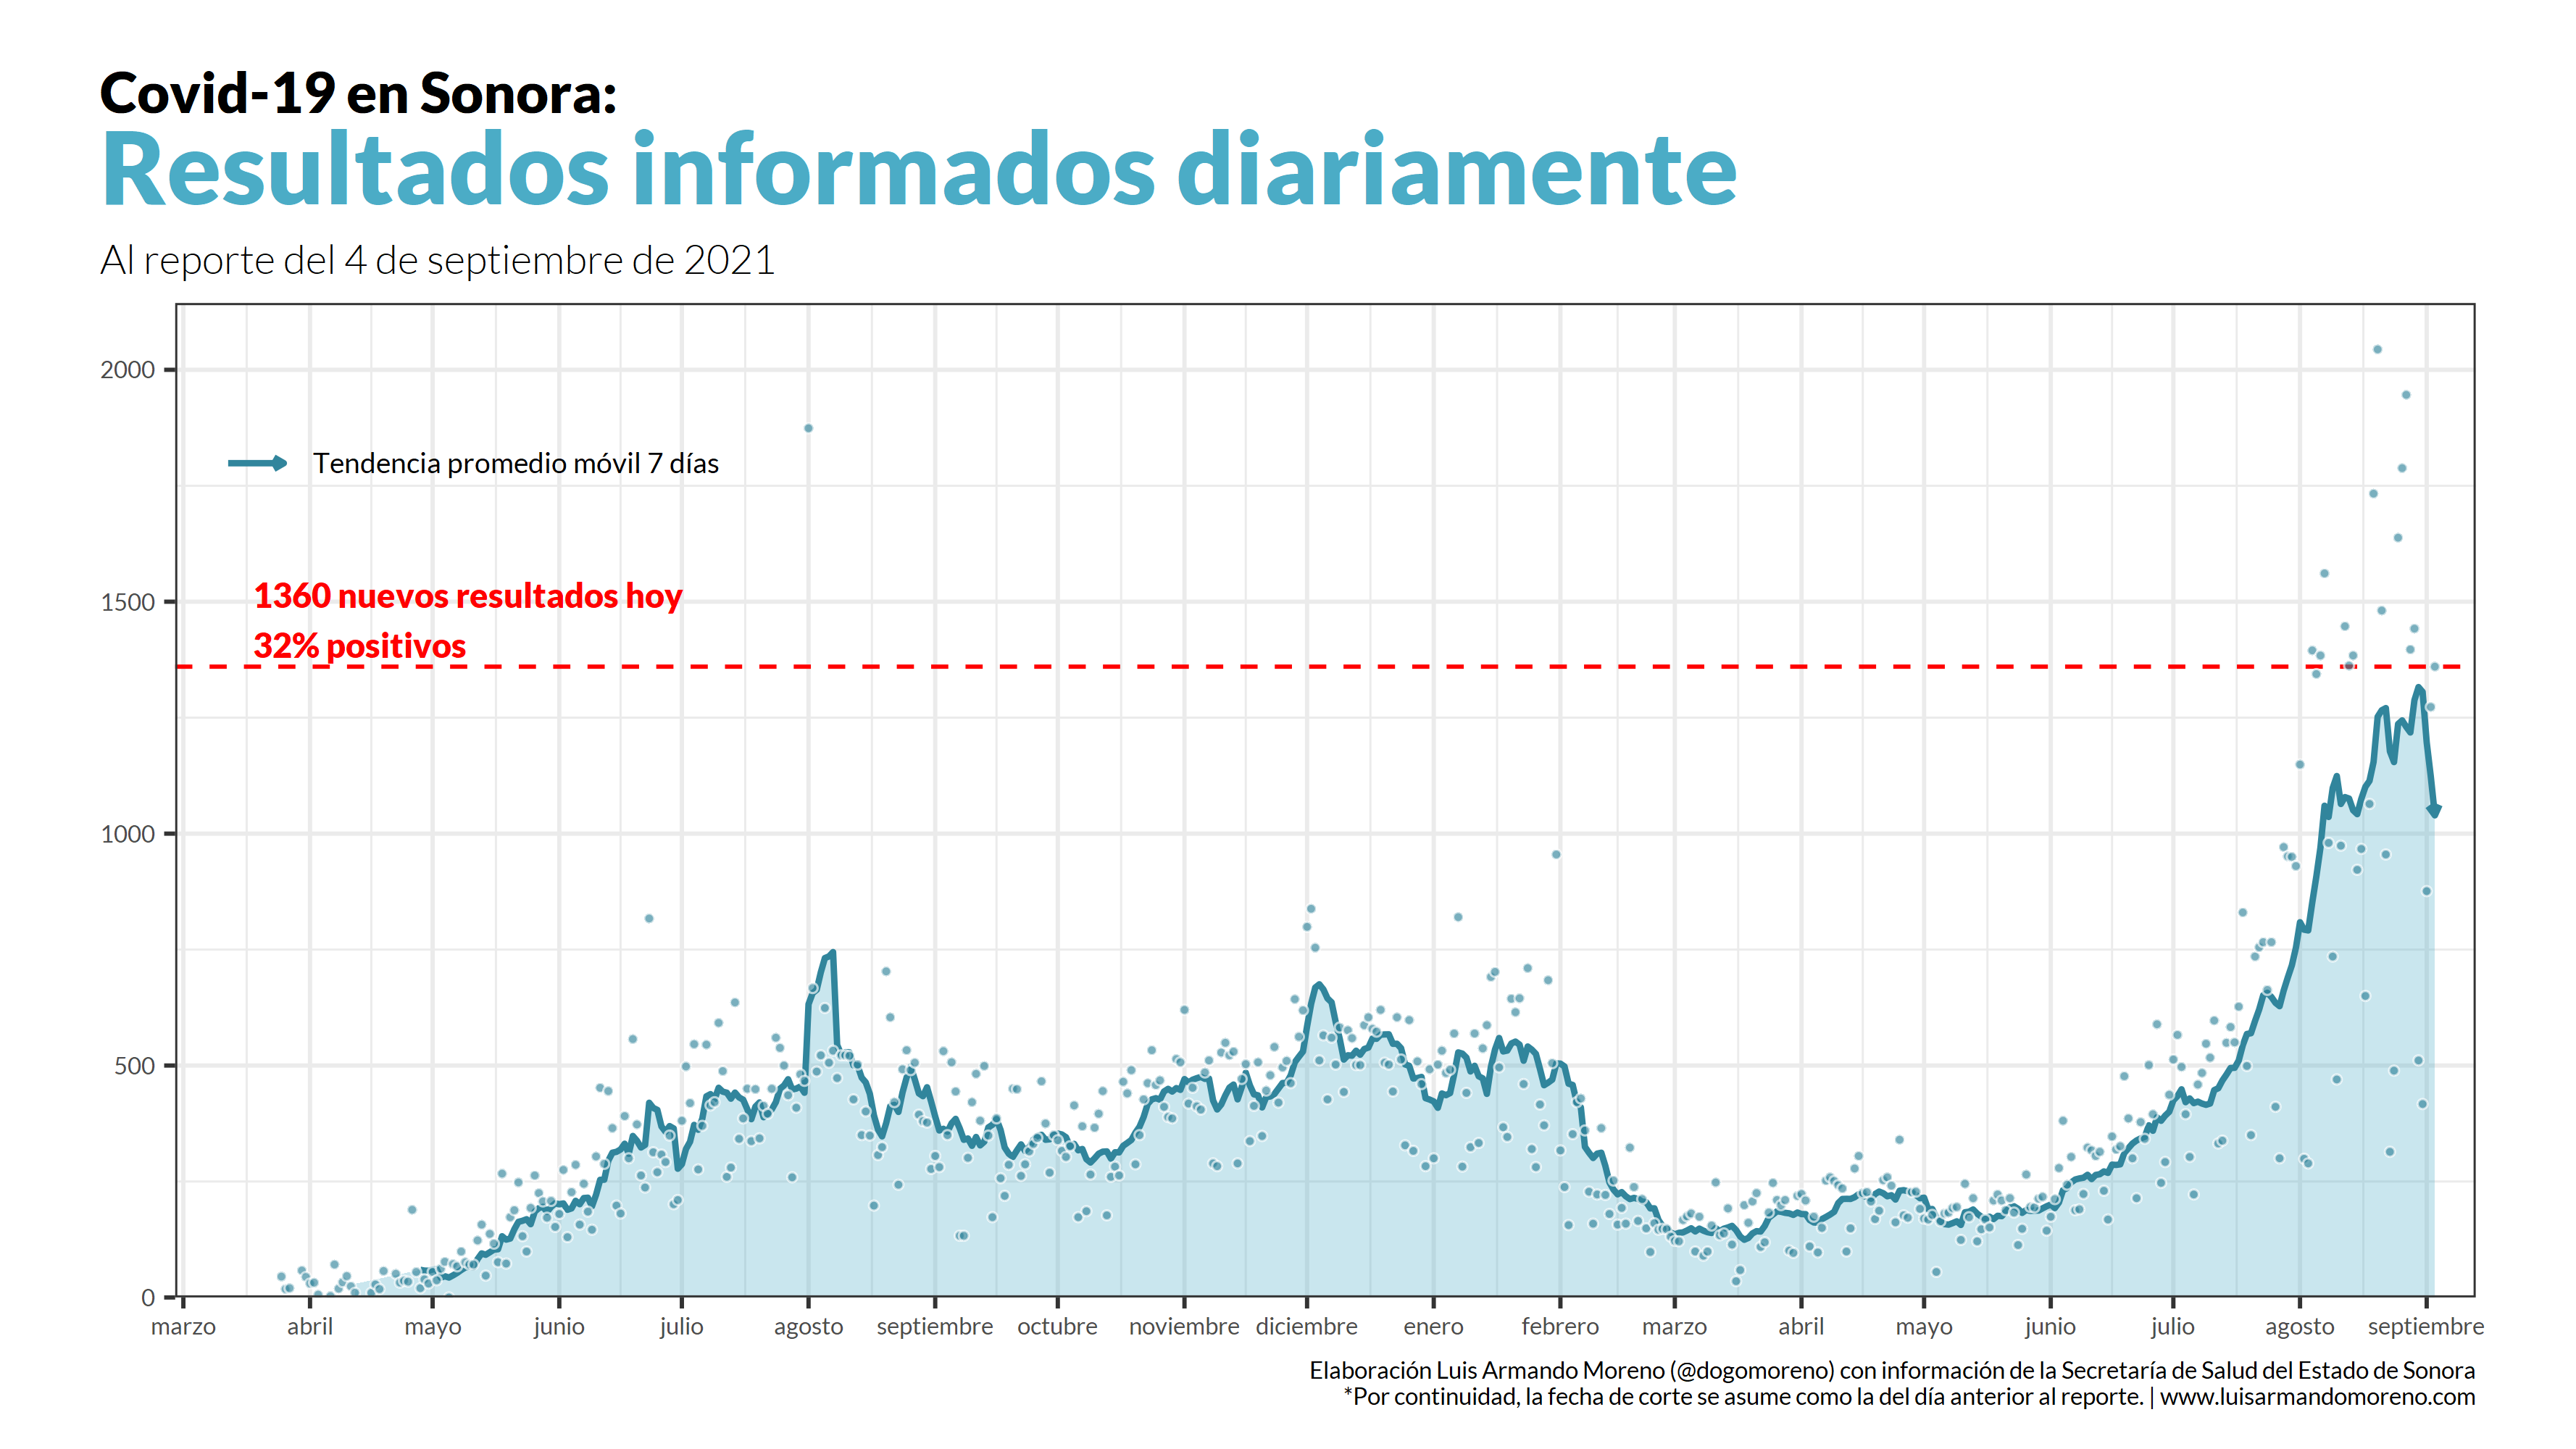 Covid-19 en Sonora:
Resultados informados diariamente
Al reporte del 4 de septiembre de 2021
2000
Tendencia promedio móvil 7 días
1500
1360 nuevos resultados hoy
32% positivos
1000
500
0
marzo abril mayo junio julio agosto septiembre octubre noviembre diciembre enero febrero marzo abril mayo junio julio agosto septiembre
Elaboración Luis Armando Moreno (@dogomoreno) con información de la Secretaría de Salud del Estado de Sonora
*Por continuidad, la fecha de corte se asume como la del día anterior al reporte. | www.luisarmandomoreno.com